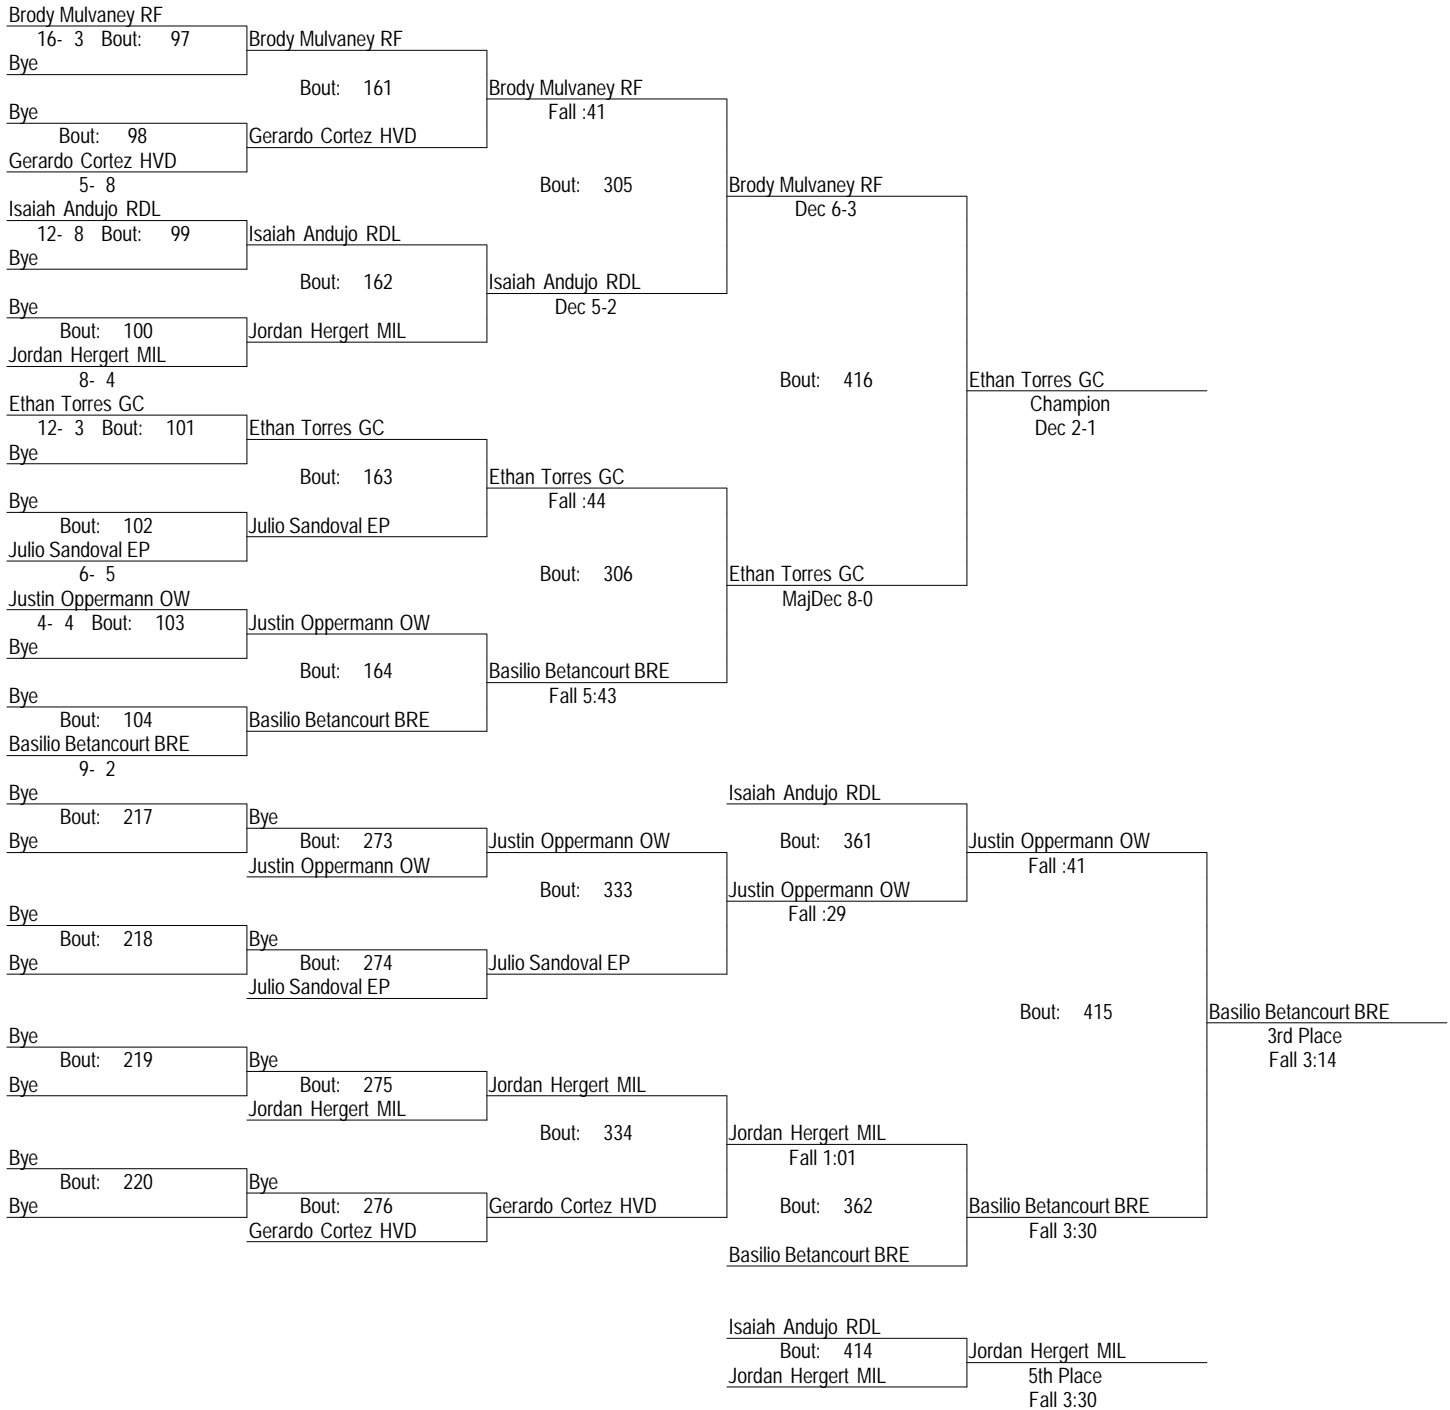 Brody Mulvaney RF
16- 3 Bout: 97 Brody Mulvaney RF
Bye
Bout: 161 Brody Mulvaney RF
Bye Fall :41
Bout: 98 Gerardo Cortez HVD
Gerardo Cortez HVD
5- 8 Bout: 305 Brody Mulvaney RF
Isaiah Andujo RDL Dec 6-3
12- 8 Bout: 99 Isaiah Andujo RDL
Bye
Bout: 162 Isaiah Andujo RDL
Bye Dec 5-2
Bout: 100 Jordan Hergert MIL
Jordan Hergert MIL
8- 4 Bout: 416 Ethan Torres GC
Ethan Torres GC Champion
12- 3 Bout: 101 Ethan Torres GC Dec 2-1
Bye
Bout: 163 Ethan Torres GC
Bye Fall :44
Bout: 102 Julio Sandoval EP
Julio Sandoval EP
6- 5 Bout: 306 Ethan Torres GC
Justin Oppermann OW MajDec 8-0
4- 4 Bout: 103 Justin Oppermann OW
Bye
Bout: 164 Basilio Betancourt BRE
Bye Fall 5:43
Bout: 104 Basilio Betancourt BRE
Basilio Betancourt BRE
9- 2
Bye Isaiah Andujo RDL
Bout: 217 Bye
Bye Bout: 273 Justin Oppermann OW Bout: 361 Justin Oppermann OW
Justin Oppermann OW Fall :41
Bout: 333 Justin Oppermann OW
Bye Fall :29
Bout: 218 Bye
Bye Bout: 274 Julio Sandoval EP
Julio Sandoval EP
Bout: 415 Basilio Betancourt BRE
Bye 3rd Place
Bout: 219 Bye Fall 3:14
Bye Bout: 275 Jordan Hergert MIL
Jordan Hergert MIL
Bout: 334 Jordan Hergert MIL
Bye Fall 1:01
Bout: 220 Bye
Bye Bout: 276 Gerardo Cortez HVD Bout: 362 Basilio Betancourt BRE
Gerardo Cortez HVD Fall 3:30
Basilio Betancourt BRE
Isaiah Andujo RDL
Bout: 414 Jordan Hergert MIL
Jordan Hergert MIL 5th Place
Fall 3:30